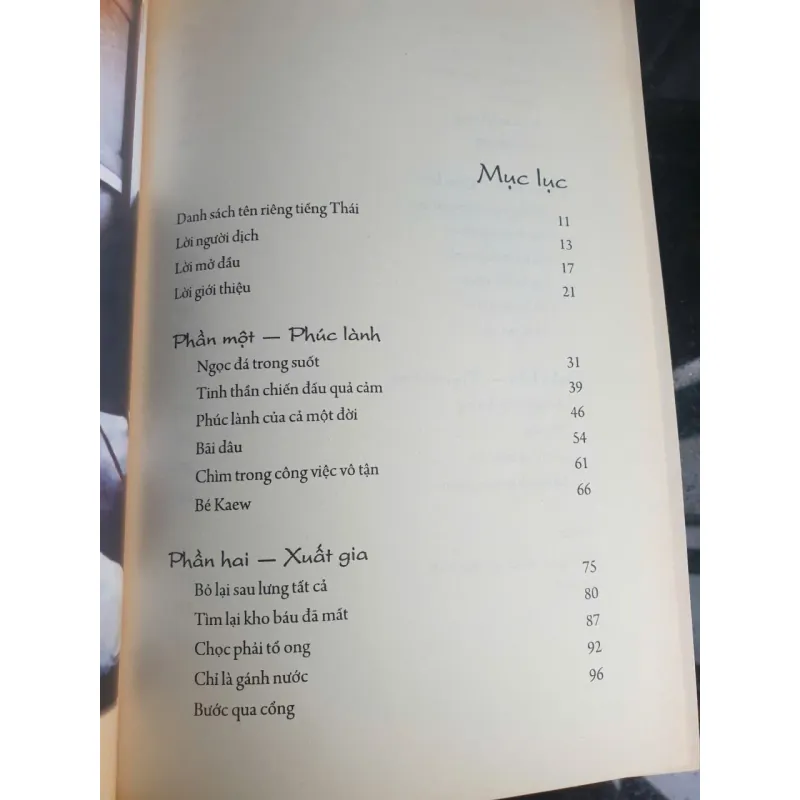 Mục lục
Danh sách tên riêng tiếng Thái 11
Lời người dịch 13
Lời mở đầu 17
Lời giới thiệu 21
Phần một — Phúc lành
Ngọc đá trong suốt 31
Tinh thần chiến đấu quả cảm 39
Phúc lành của cả một đời 46
Bãi dâu 54
Chìm trong công việc vô tận 61
Bé Kaew 66
Phần hai — Xuất gia
Bỏ lại sau lưng tất cả 75
Tìm lại kho báu đã mất 80
Chọc phải tổ ong 87
Chỉ là gánh nước 92
Bước qua cổng 96